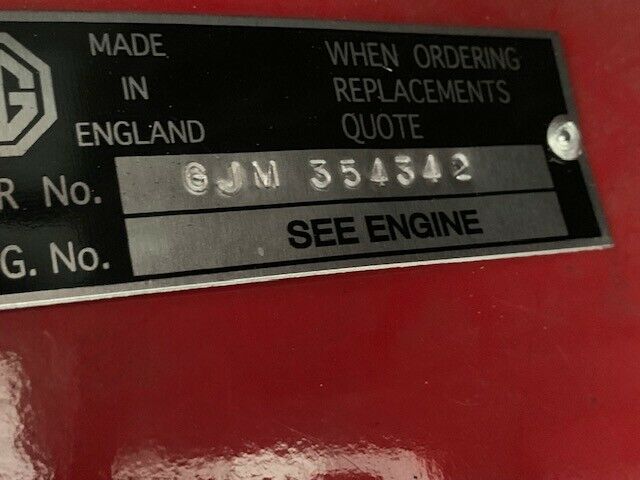 G
MADE
IN
ENGLAND
WHEN ORDERING
REPLACEMENTS
QUOTE
R No. GJM 354342
G. No. SEE ENGINE